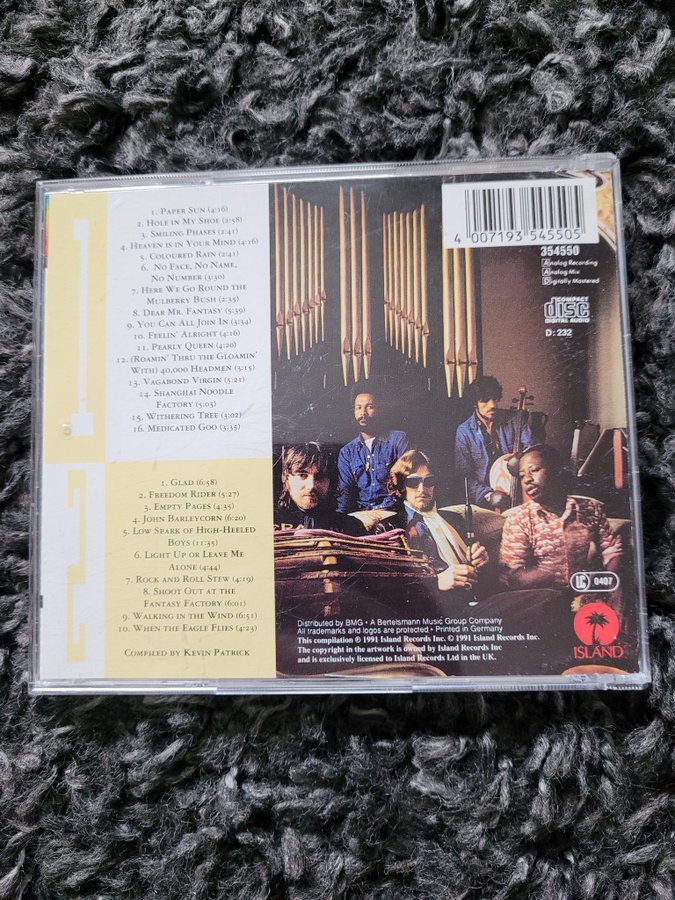 1. Paper Sun (4:16)
2. Hole in My Shoe (2:58)
3. Smiling Phases (2:41)
4. Heaven is in Your Mind (4:16)
5. Coloured Rain (2:41)
6. No Face, No Name,
No Number (3:30)
7. Here We Go Round the
Mulberry Bush (2:35)
8. Dear Mr. Fantasy (5:39)
9. You Can All Join In (3:34)
10. Feelin' Alright (4:16)
11. Pearly Queen (4:20)
12. (Roamin' Thru the Gloamin'
With) 40,000 Headmen (3:15)
13. Vagabond Virgin (5:21)
14. Shanghai Noodle
Factory (5:03)
15. Withering Tree (3:02)
16. Medicated Goo (3:35)
1. Glad (6:58)
2. Freedom Rider (5:27)
3. Empty Pages (4:35)
4. John Barleycorn (6:20)
5. Low Spark of High-Heeled
Boys (11:35)
6. Light Up or Leave Me
Alone (4:44)
7. Rock and Roll Stew (4:19)
8. Shoot Out at the
Fantasy Factory (6:01)
9. Walking in the Wind (6:51)
10. When the Eagle Flies (4:23)
Compiled by Kevin Patrick
4 007193 545505
354550
A Analog Recording
A Analog Mix
D Digitally Mastered
COMPACT
disc
DIGITAL AUDIO
D: 232
LC 0407
ISLAND
Distributed by BMG • A Bertelsmann Music Group Company
All trademarks and logos are protected • Printed in Germany
This compilation ℗ 1991 Island Records Inc. © 1991 Island Records Inc.
The copyright in the artwork is owned by Island Records Inc
and is exclusively licensed to Island Records Ltd in the UK.